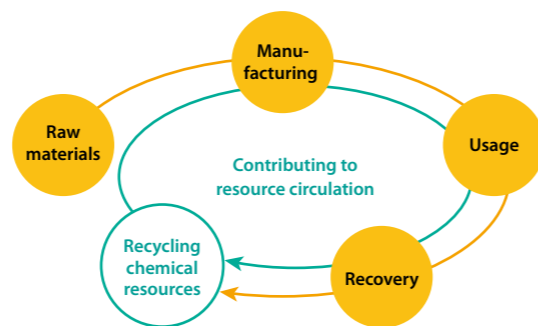 Manu-
facturing
Raw
materials
Usage
Contributing to
resource circulation
Recycling
chemical
resources
Recovery